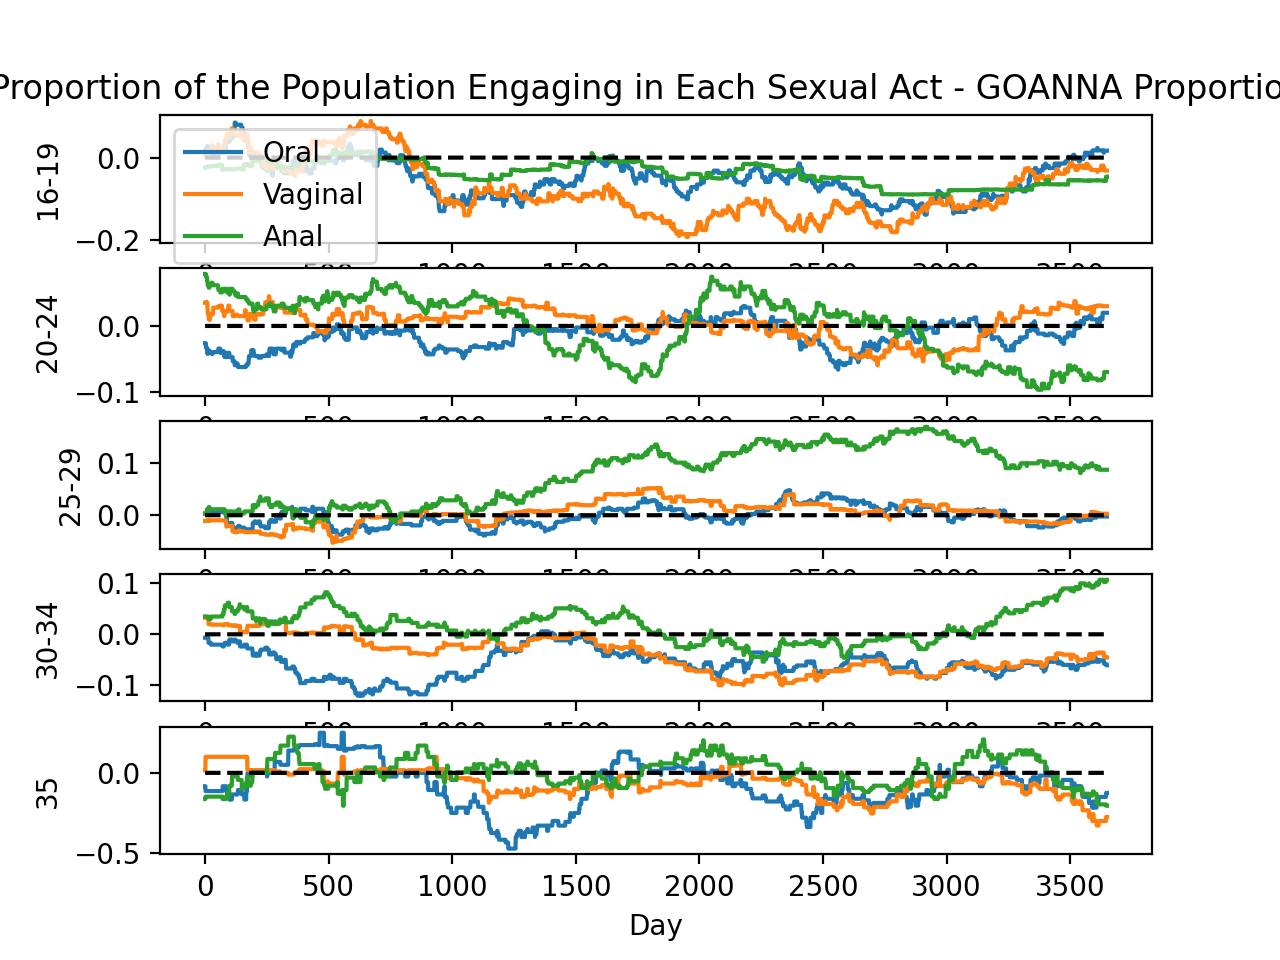 Proportion of the Population Engaging in Each Sexual Act - GOANNA Proportio
16-19
0.0
−0.2
Oral
Vaginal
Anal
20-24
0.0
−0.1
25-29
0.1
0.0
30-34
0.1
0.0
−0.1
35
0.0
−0.5
0 500 1000 1500 2000 2500 3000 3500
Day